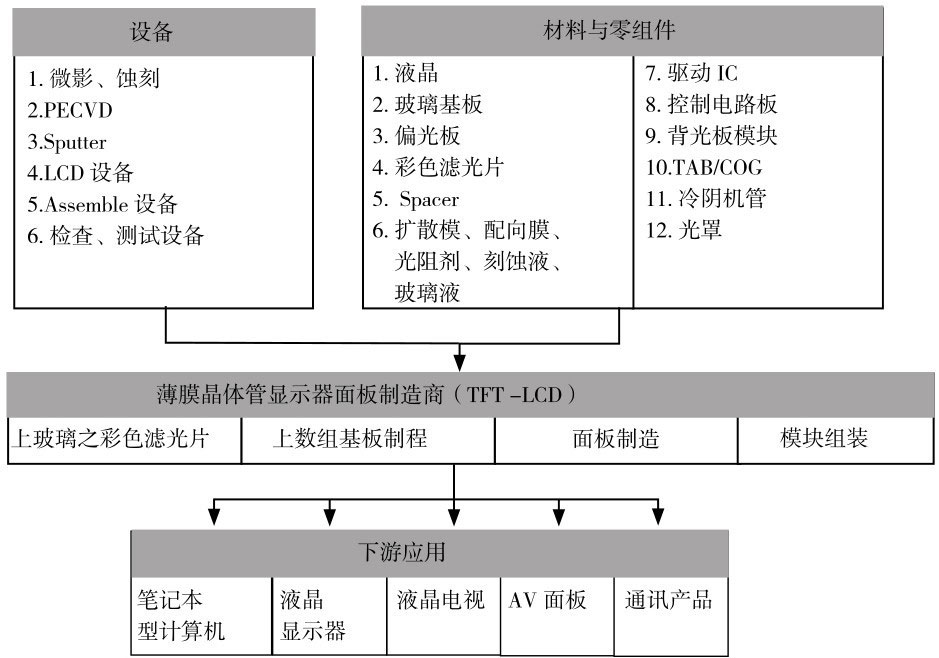 设备
1. 微影、蚀刻
2.PECVD
3.Sputter
4.LCD 设备
5.Assemble 设备
6. 检查、测试设备
材料与零组件
1. 液晶
2. 玻璃基板
3. 偏光板
4. 彩色滤光片
5. Spacer
6. 扩散模、配向膜、
光阻剂、刻蚀液、
玻璃液
7. 驱动 IC
8. 控制电路板
9. 背光板模块
10.TAB/COG
11. 冷阴机管
12. 光罩
薄膜晶体管显示器面板制造商（TFT –LCD）
上玻璃之彩色滤光片
上数组基板制程
面板制造
模块组装
下游应用
笔记本
型计算机
液晶
显示器
液晶电视
AV 面板
通讯产品